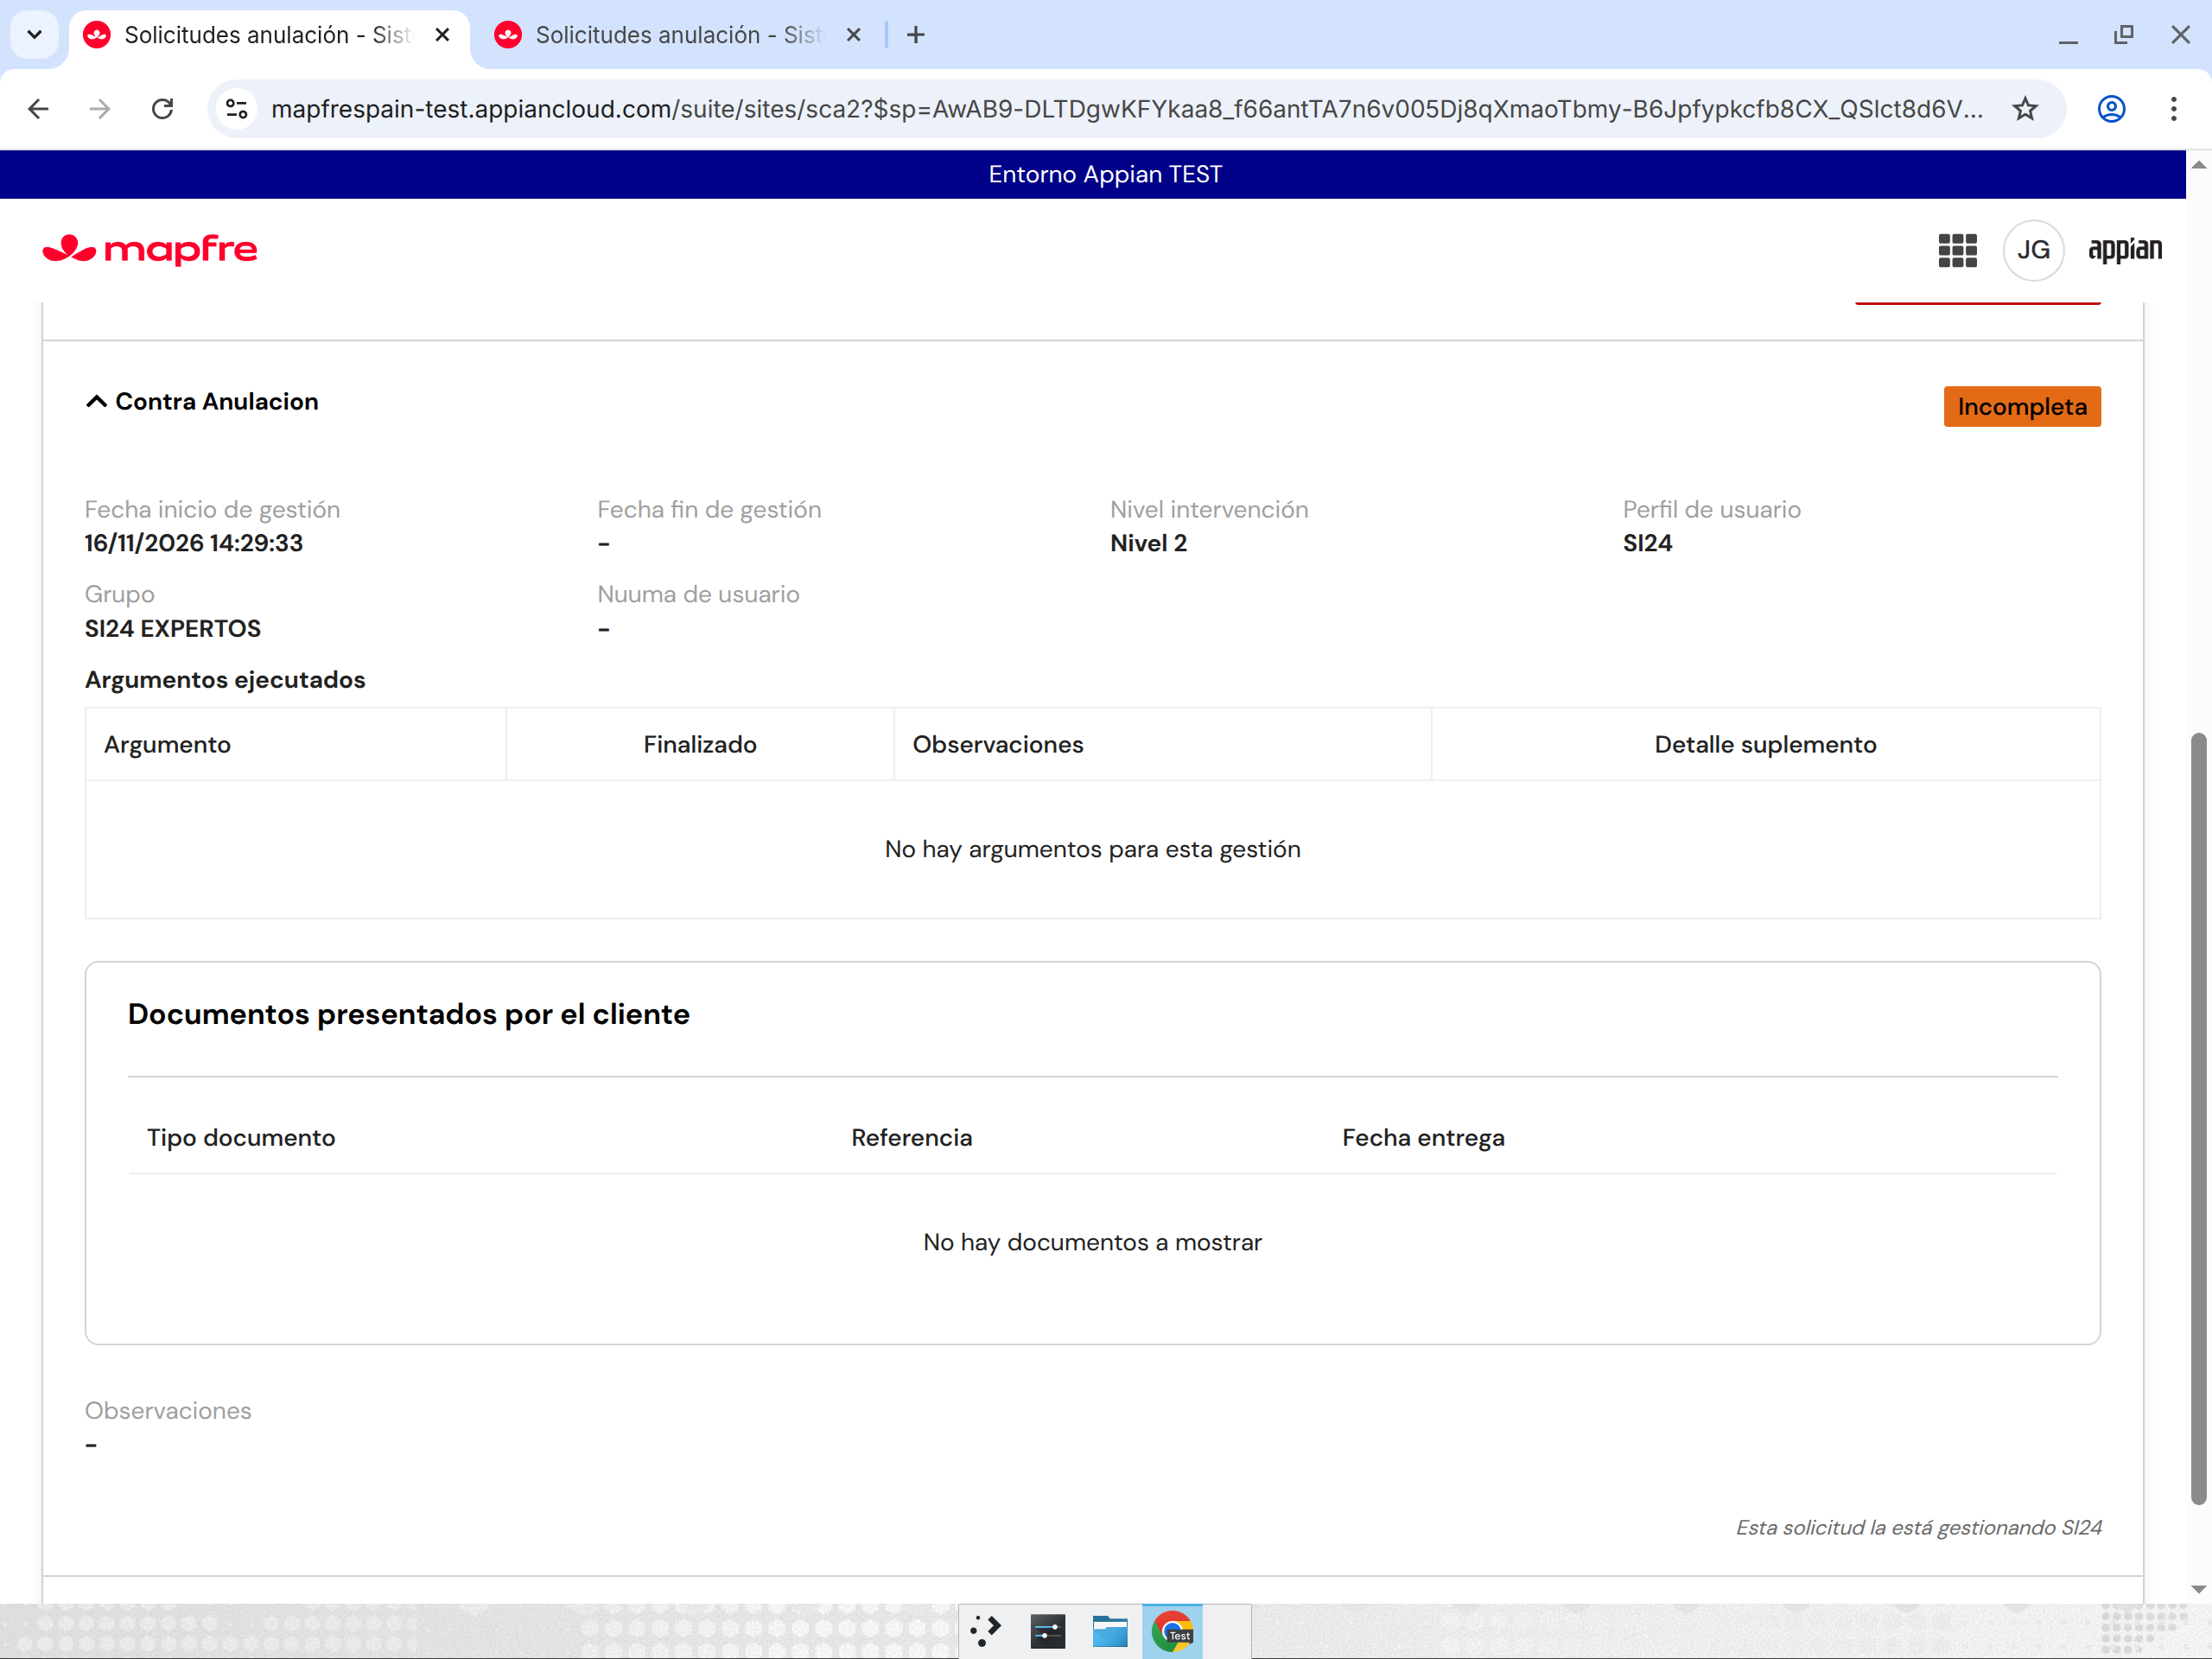 Solicitudes anulación - Sist
Solicitudes anulación - Sist
mapfrespain-test.appiancloud.com/suite/sites/sca2?$sp=AwAB9-DLTDgwKFYkaa8_f66antTA7n6v005Dj8qXmaoTbmy-B6Jpfypkcfb8CX_QSlct8d6V...
Entorno Appian TEST
mapfre
JG
appian
Contra Anulacion
Incompleta
Fecha inicio de gestión
Fecha fin de gestión
Nivel intervención
Perfil de usuario
16/11/2026 14:29:33
-
Nivel 2
SI24
Grupo
Nuuma de usuario
SI24 EXPERTOS
-
Argumentos ejecutados
Argumento
Finalizado
Observaciones
Detalle suplemento
No hay argumentos para esta gestión
Documentos presentados por el cliente
Tipo documento
Referencia
Fecha entrega
No hay documentos a mostrar
Observaciones
-
Esta solicitud la está gestionando SI24
Test